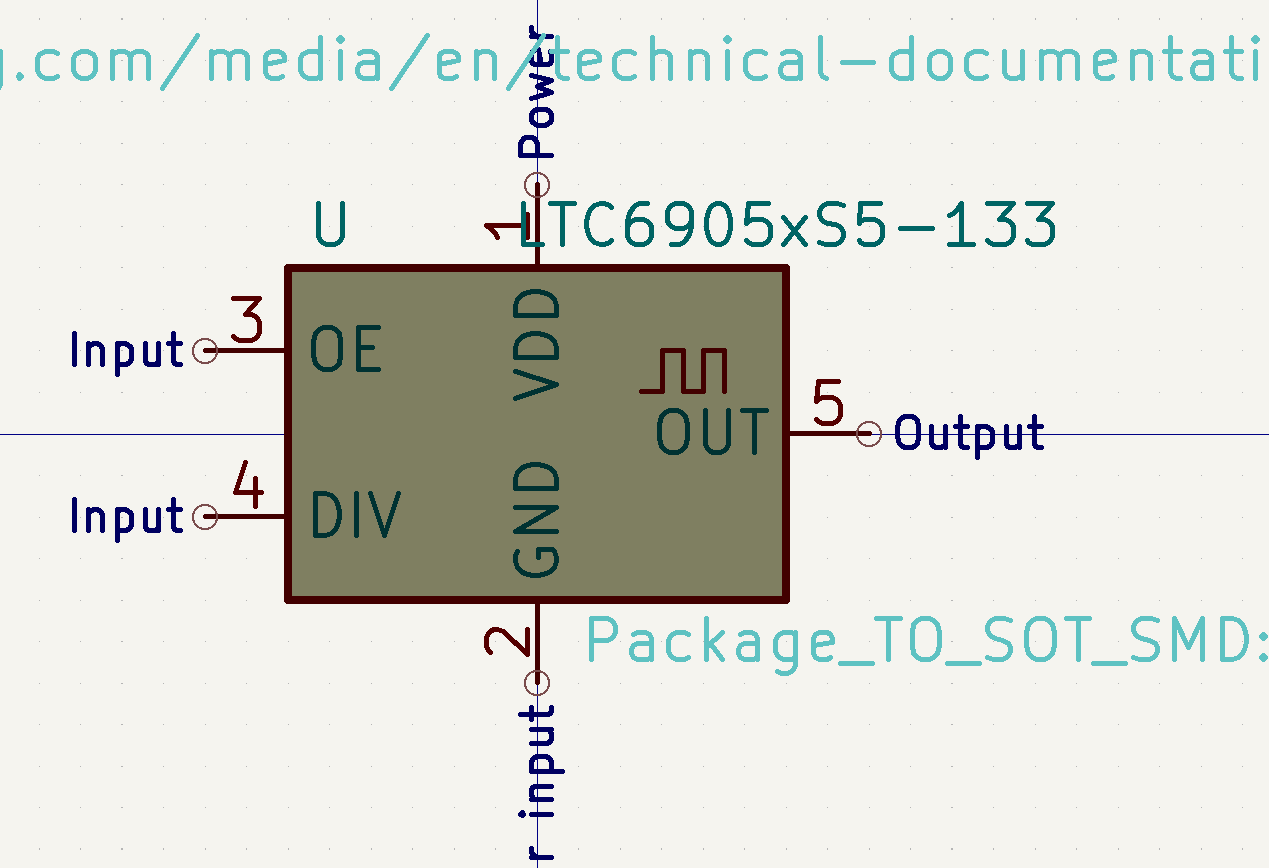 g.com/media/en/technical-documentati
Power
1
U
LTC6905xS5-133
3
Input
OE
VDD
5
OUT
Output
4
Input
DIV
GND
2
Package_TO_SOT_SMD:
r input